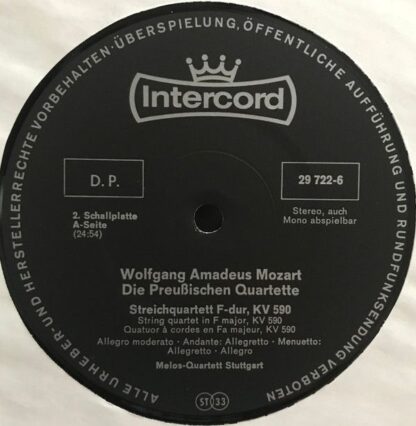 ALLE URHEBER- UND HERSTELLERRECHTE VORBEHALTEN·ÜBERSPIELUNG, ÖFFENTLICHE AUFFÜHRUNG UND RUNDFUNKSENDUNG VERBOTEN
Intercord
D. P.
29 722-6
2. Schallplatte
A-Seite
(24:54)
Stereo, auch
Mono abspielbar
Wolfgang Amadeus Mozart
Die Preußischen Quartette
Streichquartett F-dur, KV 590
String quartet in F major, KV 590
Quatuor à cordes en Fa majeur, KV 590
Allegro moderato · Andante: Allegretto · Menuetto:
Allegretto · Allegro
Melos-Quartett Stuttgart
ST 33